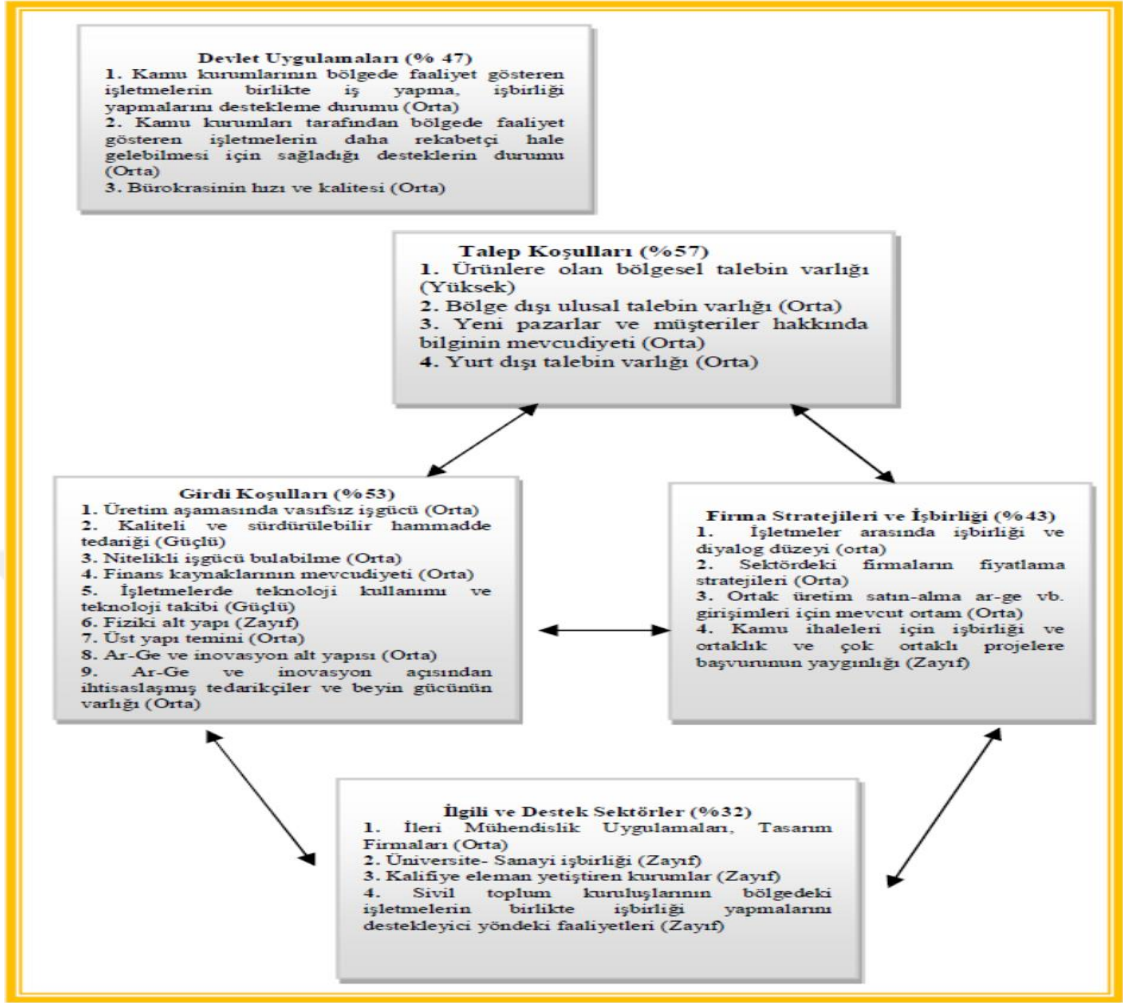 Devlet Uygulamaları (% 47)
1. Kamu kurumlarının bölgede faaliyet gösteren
işletmelerin birlikte iş yapma, işbirliği
yapmalarını destekleme durumu (Orta)
2. Kamu kurumları tarafından bölgede faaliyet
gösteren işletmelerin daha rekabetçi hale
gelebilmesi için sağladığı desteklerin durumu
(Orta)
3. Bürokrasinin hızı ve kalitesi (Orta)
Talep Koşulları (%57)
1. Ürünlere olan bölgesel talebin varlığı
(Yüksek)
2. Bölge dışı ulusal talebin varlığı (Orta)
3. Yeni pazarlar ve müşteriler hakkında
bilginin mevcudiyeti (Orta)
4. Yurt dışı talebin varlığı (Orta)
Girdi Koşulları (%53)
1. Üretim aşamasında vasıfsız işgücü (Orta)
2. Kaliteli ve sürdürülebilir hammadde
tedariği (Güçlü)
3. Nitelikli işgücü bulabilme (Orta)
4. Finans kaynaklarının mevcudiyeti (Orta)
5. İşletmelerde teknoloji kullanımı ve
teknoloji takibi (Güçlü)
6. Fiziki alt yapı (Zayıf)
7. Üst yapı temini (Orta)
8. Ar-Ge ve inovasyon alt yapısı (Orta)
9. Ar-Ge ve inovasyon açısından
ihtisaslaşmış tedarikçiler ve beyin gücünün
varlığı (Orta)
Firma Stratejileri ve İşbirliği (%43)
1. İşletmeler arasında işbirliği ve
diyalog düzeyi (orta)
2. Sektördeki firmaların fiyatlama
stratejileri (Orta)
3. Ortak üretim satın-alma ar-ge vb.
girişimleri için mevcut ortam (Orta)
4. Kamu ihaleleri için işbirliği ve
ortaklık ve çok ortaklı projelere
başvurunun yaygınlığı (Zayıf)
İlgili ve Destek Sektörler (%32)
1. İleri Mühendislik Uygulamaları, Tasarım
Firmaları (Orta)
2. Üniversite- Sanayi işbirliği (Zayıf)
3. Kalifiye eleman yetiştiren kurumlar (Zayıf)
4. Sivil toplum kuruluşlarının bölgedeki
işletmelerin birlikte işbirliği yapmalarını
destekleyici yöndeki faaliyetleri (Zayıf)